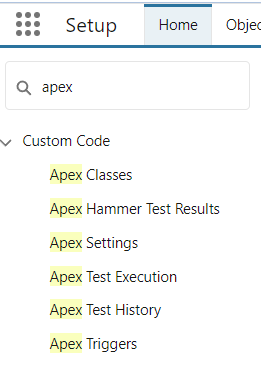 Setup
Home
Objec
apex
Custom Code
Apex Classes
Apex Hammer Test Results
Apex Settings
Apex Test Execution
Apex Test History
Apex Triggers